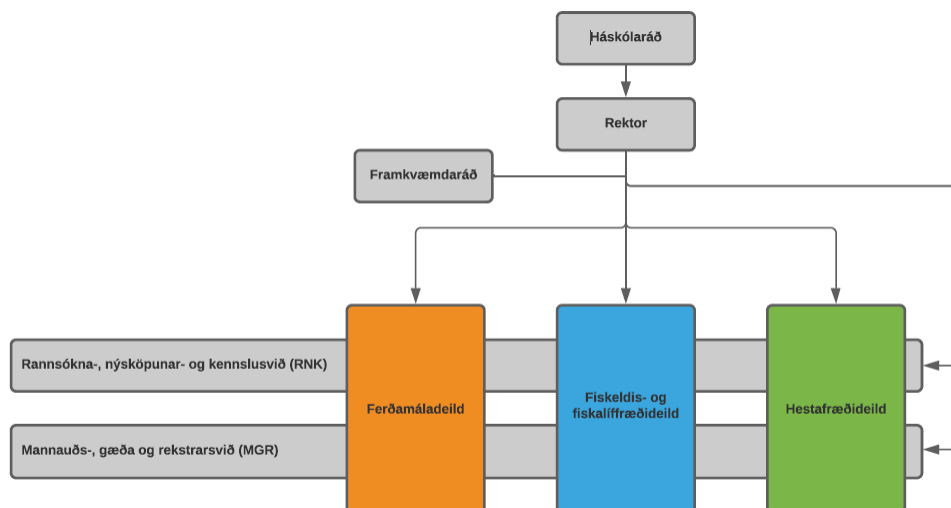 Háskólaráð
Rektor
Framkvæmdaráð
Rannsókna-, nýsköpunar- og kennslusvið (RNK)
Ferðamáladeild
Fiskeldis- og
fiskalíffræðideild
Hestafræðideild
Mannauðs-, gæða og rekstrarsvið (MGR)